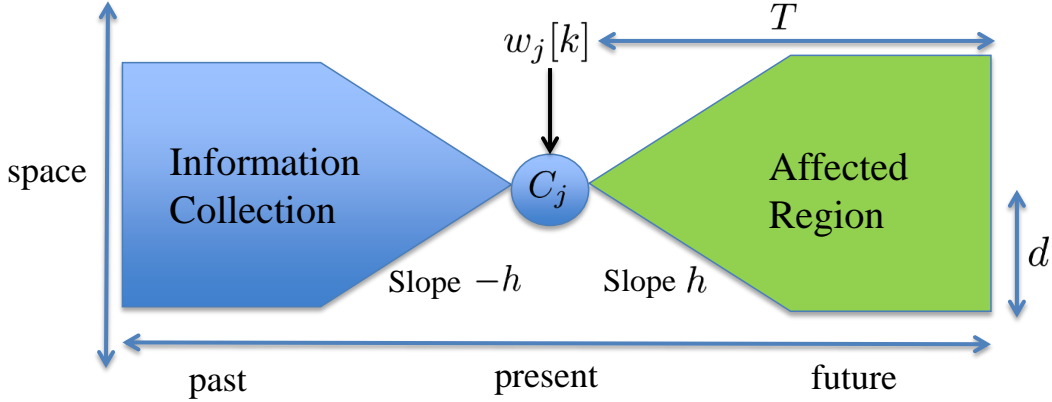 T
w_j[k]
space
Information
Collection
C_j
Affected
Region
d
Slope −h
Slope h
past
present
future